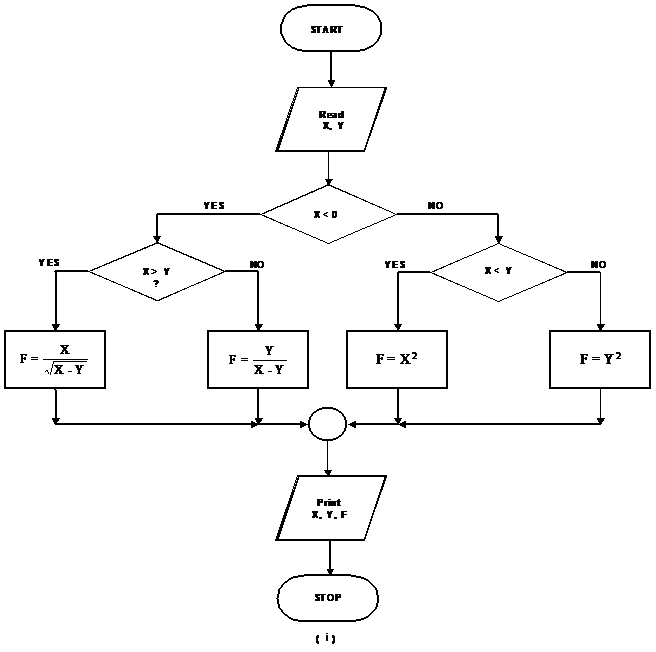 START
Read
X, Y
YES
X < 0
NO
YES
X > Y
?
NO
YES
X < Y
NO
F = X / √X - Y
F = Y / X - Y
F = X²
F = Y²
Print
X, Y, F
STOP
( i )